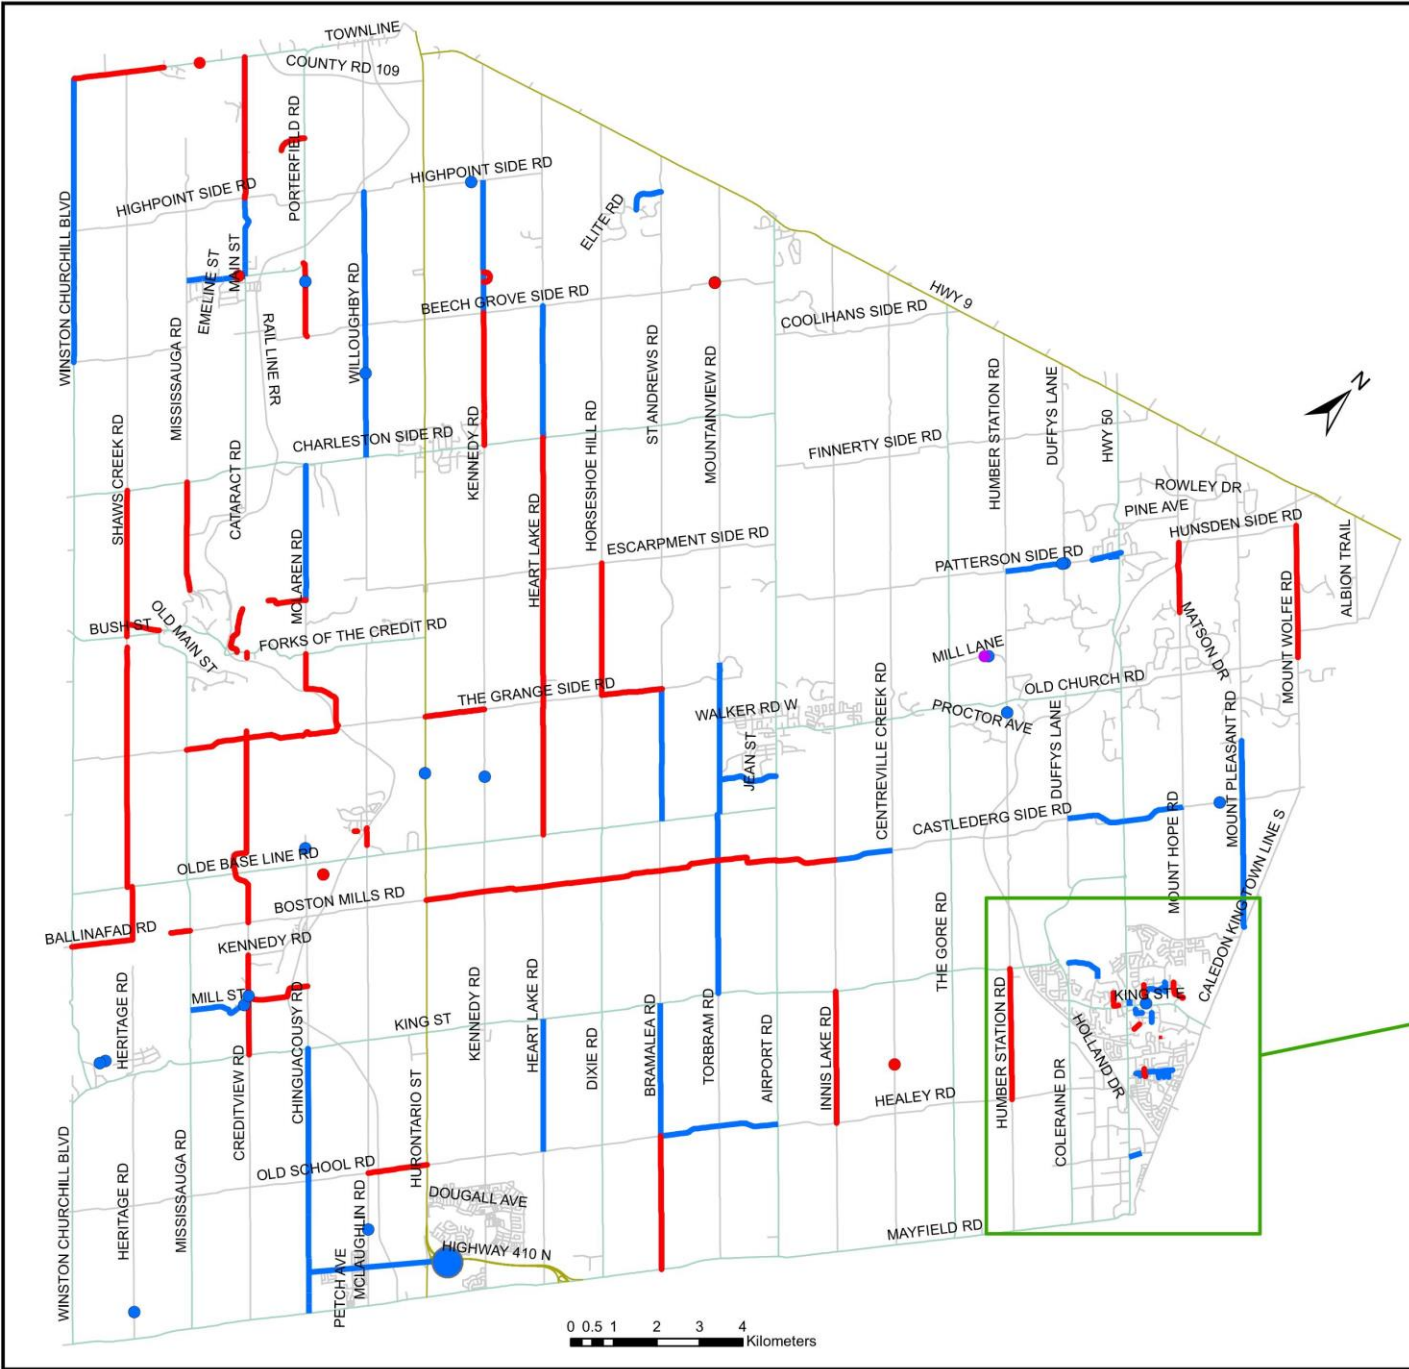 TOWNLINE
COUNTY RD 109
PORTERFIELD RD
HIGHPOINT SIDE RD
HIGHPOINT SIDE RD
WINSTON CHURCHILL BLVD
ELITE RD
EMELINE ST
MAIN ST
MISSISSAUGA RD
RAIL LINE RR
WILLOUGHBY RD
BEECH GROVE SIDE RD
HWY 9
COOLIHANS SIDE RD
ST ANDREWS RD
MOUNTAINVIEW RD
HUMBER STATION RD
DUFFYS LANE
HWY 50
N
SHAWS CREEK RD
CATARACT RD
CHARLESTON SIDE RD
KENNEDY RD
HORSESHOE HILL RD
FINNERTY SIDE RD
HEART LAKE RD
ESCARPMENT SIDE RD
ROWLEY DR
PINE AVE
HUNSDEN SIDE RD
PATTERSON SIDE RD
ALBION TRAIL
MCLAREN RD
BUSH ST
OLD MAIN ST
FORKS OF THE CREDIT RD
MATSON DR
MOUNT WOLFE RD
MILL LANE
OLD CHURCH RD
THE GRANGE SIDE RD
WALKER RD W
JEAN ST
CENTREVILLE CREEK RD
PROCTOR AVE
DUFFYS LANE
MOUNT PLEASANT RD
CASTLEDERG SIDE RD
MOUNT HOPE RD
CALEDON KING TOWN LINE S
OLDE BASE LINE RD
BOSTON MILLS RD
BALLINAFAD RD
KENNEDY RD
THE GORE RD
HERITAGE RD
MILL ST
CHINGUACOUSY RD
KING ST
KENNEDY RD
HEART LAKE RD
DIXIE RD
BRAMALEA RD
TORBRAM RD
AIRPORT RD
INNIS LAKE RD
HEALEY RD
HUMBER STATION RD
KING ST E
HOLLAND DR
COLERAINE DR
CREDITVIEW RD
HURONTARIO ST
WINSTON CHURCHILL BLVD
HERITAGE RD
MISSISSAUGA RD
OLD SCHOOL RD
DOUGALL AVE
MCLAUGHLIN RD
PETCH AVE
HIGHWAY 410 N
MAYFIELD RD
0 0.5 1 2 3 4
Kilometers